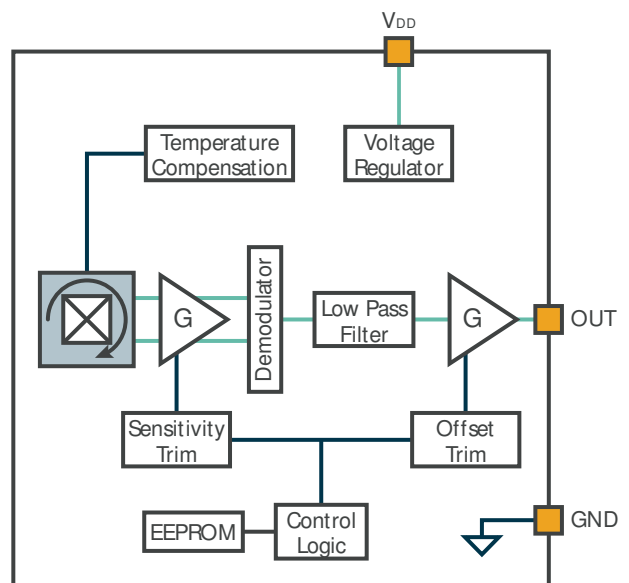 VDD
Temperature
Compensation
Voltage
Regulator
G
Demodulator
Low Pass
Filter
G
OUT
Sensitivity
Trim
Offset
Trim
EEPROM
Control
Logic
GND